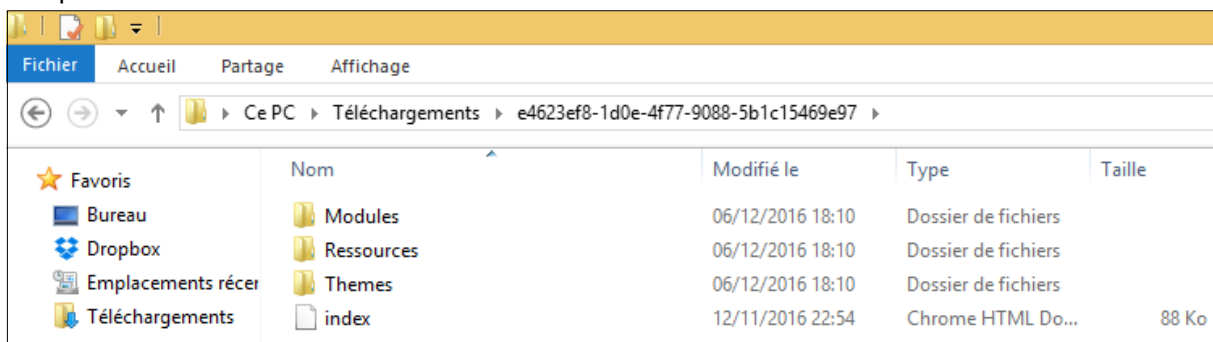 Fichier Accueil Partage Affichage
Ce PC Téléchargements e4623ef8-1d0e-4f77-9088-5b1c15469e97
Nom Modifié le Type Taille
Favoris
Bureau Modules 06/12/2016 18:10 Dossier de fichiers
Dropbox Ressources 06/12/2016 18:10 Dossier de fichiers
Emplacements récer Themes 06/12/2016 18:10 Dossier de fichiers
Téléchargements index 12/11/2016 22:54 Chrome HTML Do... 88 Ko